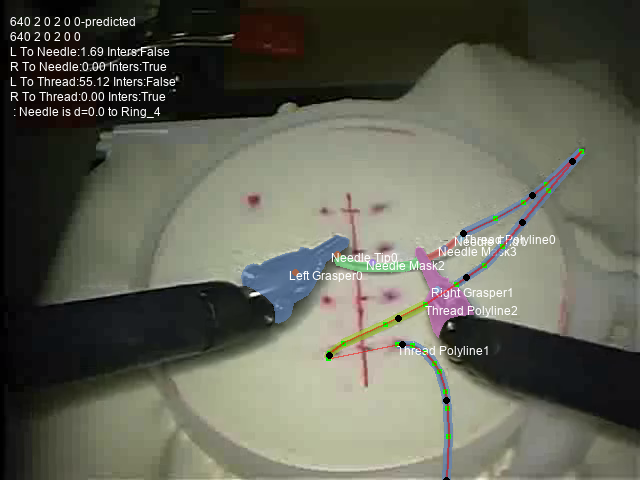 640 2 0 2 0 0-predicted
640 2 0 2 0 0
L To Needle:1.69 Inters:False
R To Needle:0.00 Inters:True
L To Thread:55.12 Inters:False
R To Thread:0.00 Inters:True
: Needle is d=0.0 to Ring_4
Thread Polyline0
Needle Mask3
Needle Tip0
Needle Mask2
Left Grasper0
Right Grasper1
Thread Polyline2
Thread Polyline1